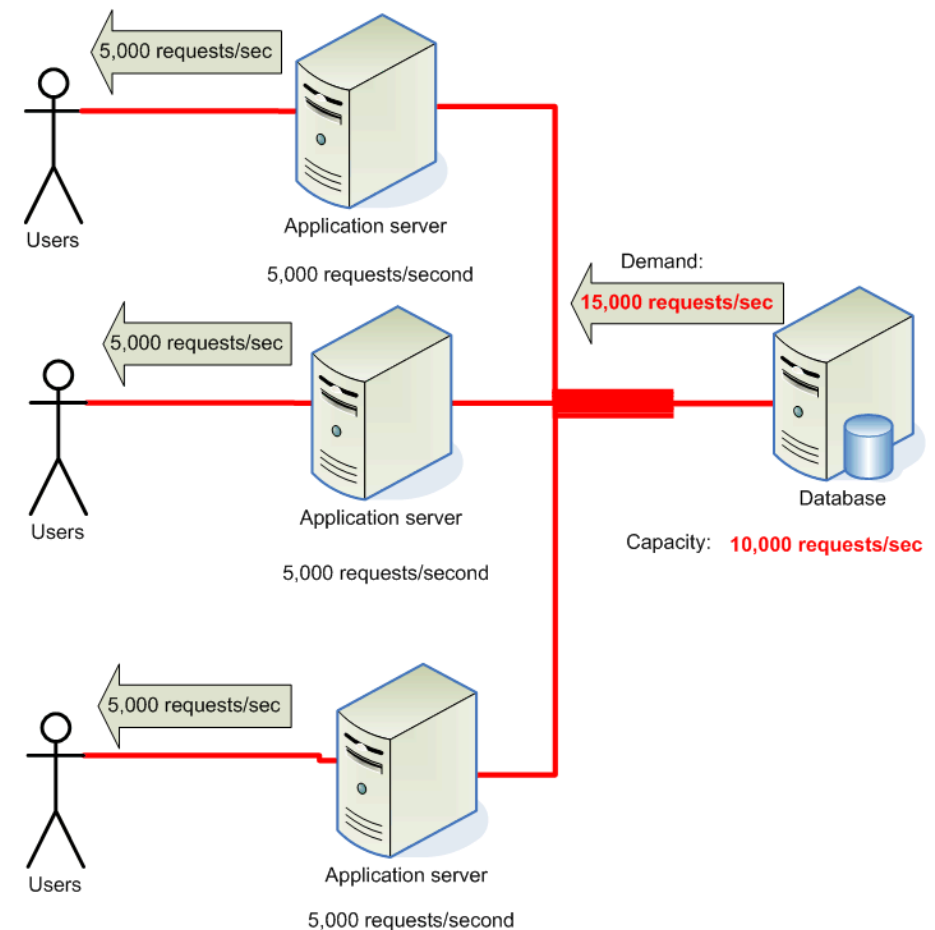 5,000 requests/sec
Users
Application server
5,000 requests/second
Demand:
15,000 requests/sec
5,000 requests/sec
Users
Application server
5,000 requests/second
Database
Capacity: 10,000 requests/sec
5,000 requests/sec
Users
Application server
5,000 requests/second